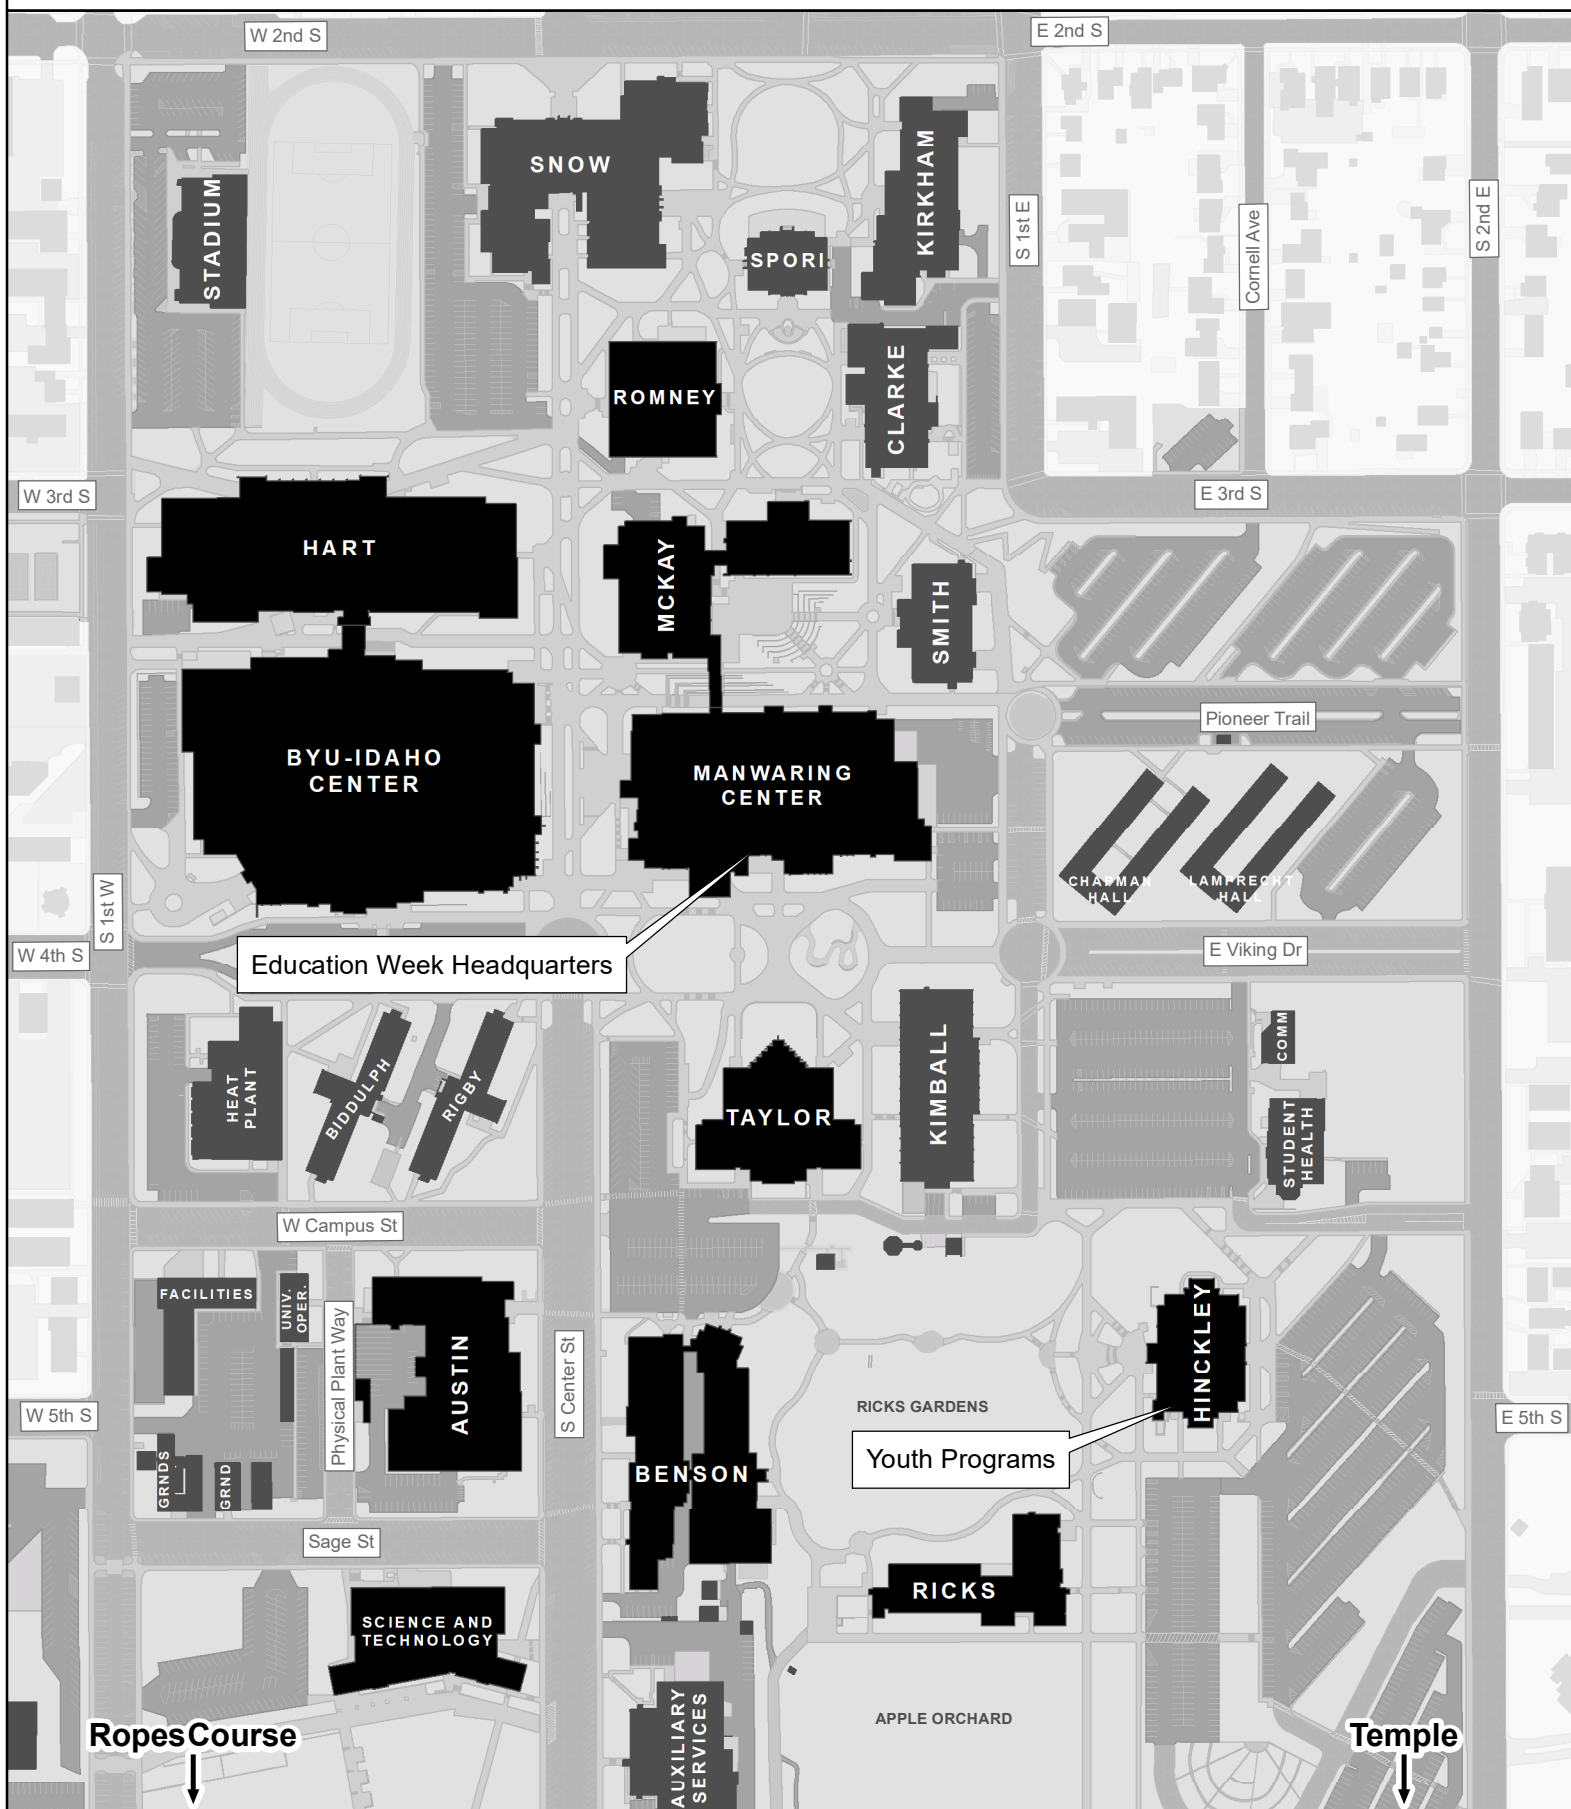 W 2nd S
E 2nd S
SNOW
KIRKHAM
STADIUM
S 1st E
Cornell Ave
S 2nd E
SPORI
ROMNEY
CLARKE
W 3rd S
E 3rd S
HART
MCKAY
SMITH
Pioneer Trail
BYU-IDAHO
CENTER
MANWARING
CENTER
CHAPMAN
HALL
LAMPRECHT
HALL
S 1st W
W 4th S
Education Week Headquarters
E Viking Dr
HEAT
PLANT
BIDDULPH
RIGBY
TAYLOR
KIMBALL
COMM
STUDENT
HEALTH
W Campus St
FACILITIES
UNIV.
OPER.
Physical Plant Way
AUSTIN
S Center St
HINCKLEY
W 5th S
RICKS GARDENS
E 5th S
Youth Programs
GRNDS
GRND
BENSON
Sage St
RICKS
SCIENCE AND
TECHNOLOGY
AUXILIARY
SERVICES
APPLE ORCHARD
Ropes Course
Temple